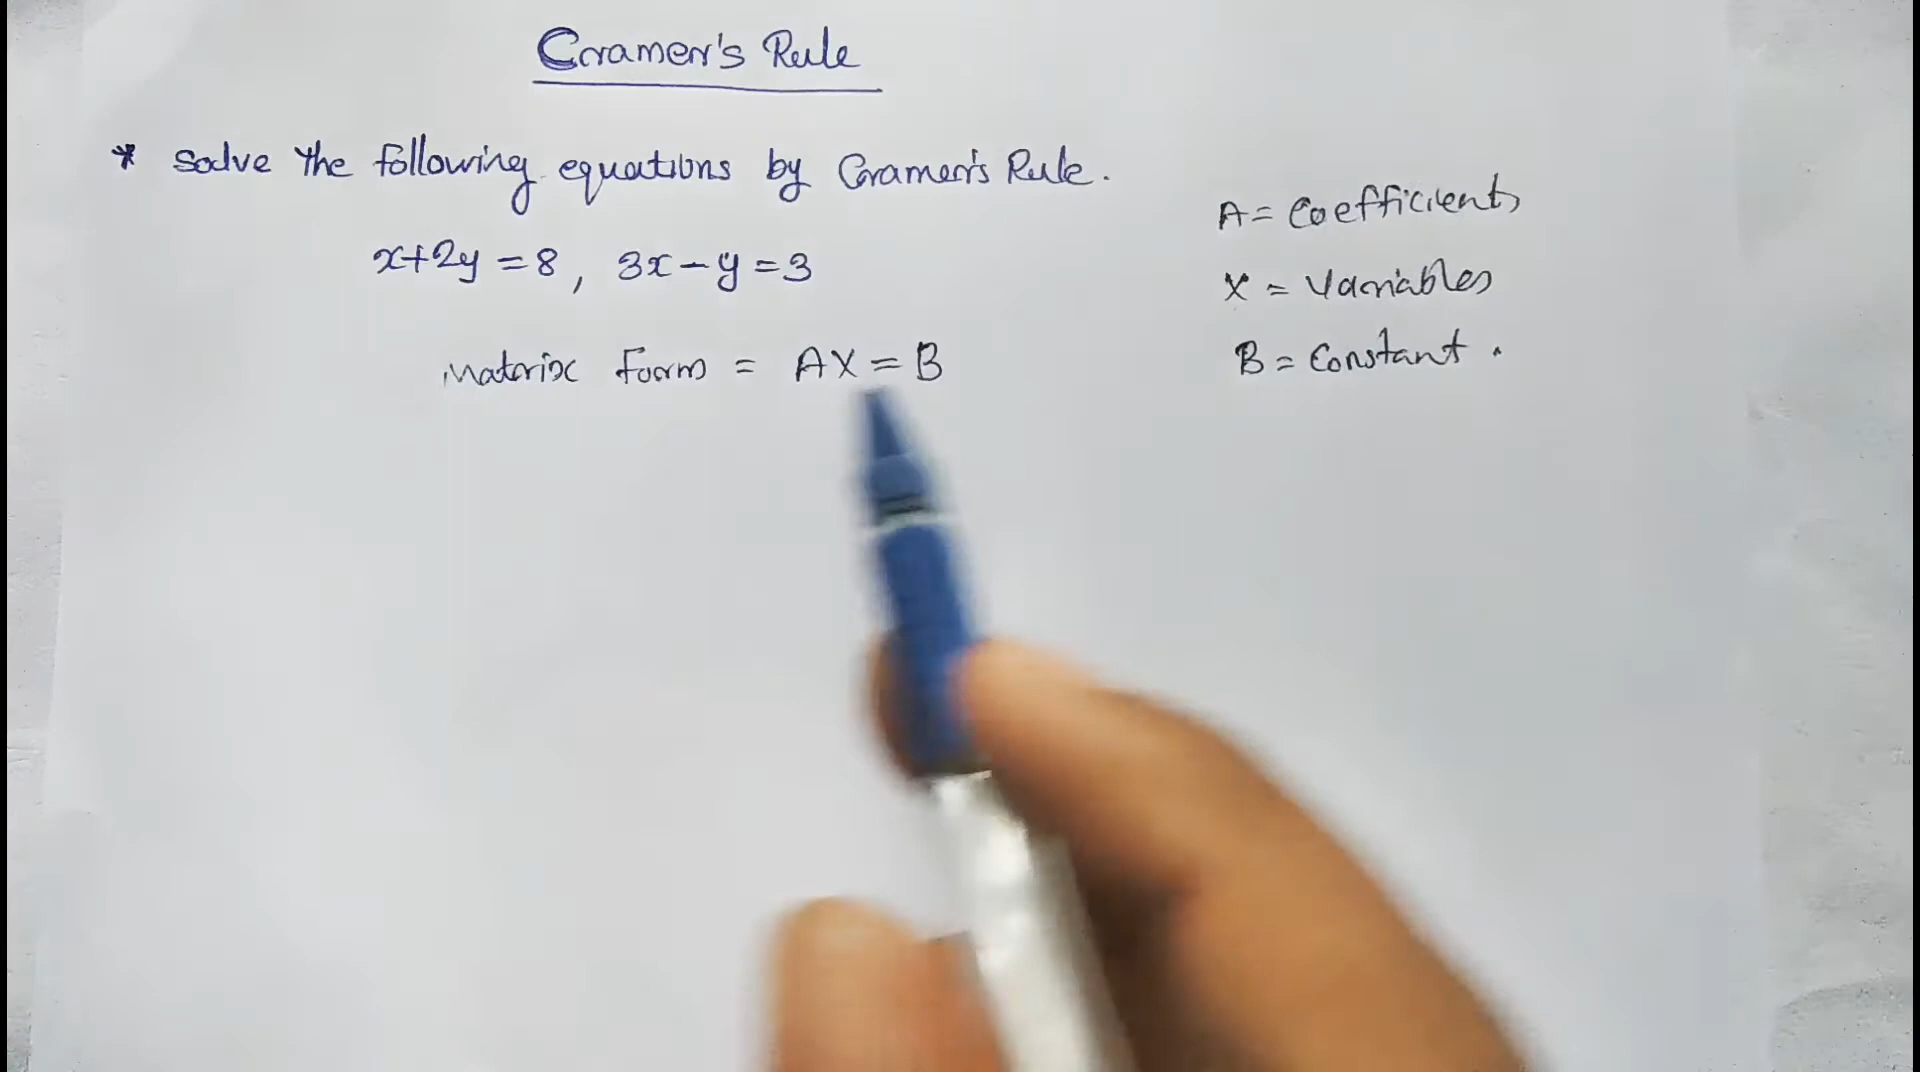 Cramer's Rule
* Solve the following equations by Cramer's Rule.
x+2y = 8, 3x-y = 3
Matrix form = AX = B
A = Coefficients
X = Variables
B = Constant.